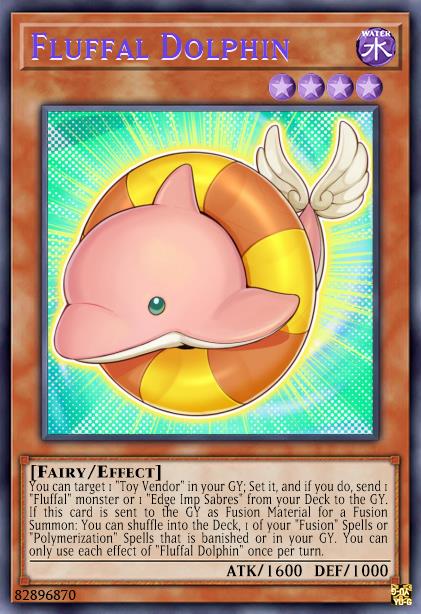 Fluffal Dolphin
WATER
水
[Fairy/Effect]
You can target 1 "Toy Vendor" in your GY; Set it, and if you do, send 1
"Fluffal" monster or 1 "Edge Imp Sabres" from your Deck to the GY.
If this card is sent to the GY as Fusion Material for a Fusion
Summon: You can shuffle into the Deck, 1 of your "Fusion" Spells or
"Polymerization" Spells that is banished or in your GY. You can
only use each effect of "Fluffal Dolphin" once per turn.
ATK/1600 DEF/1000
82896870